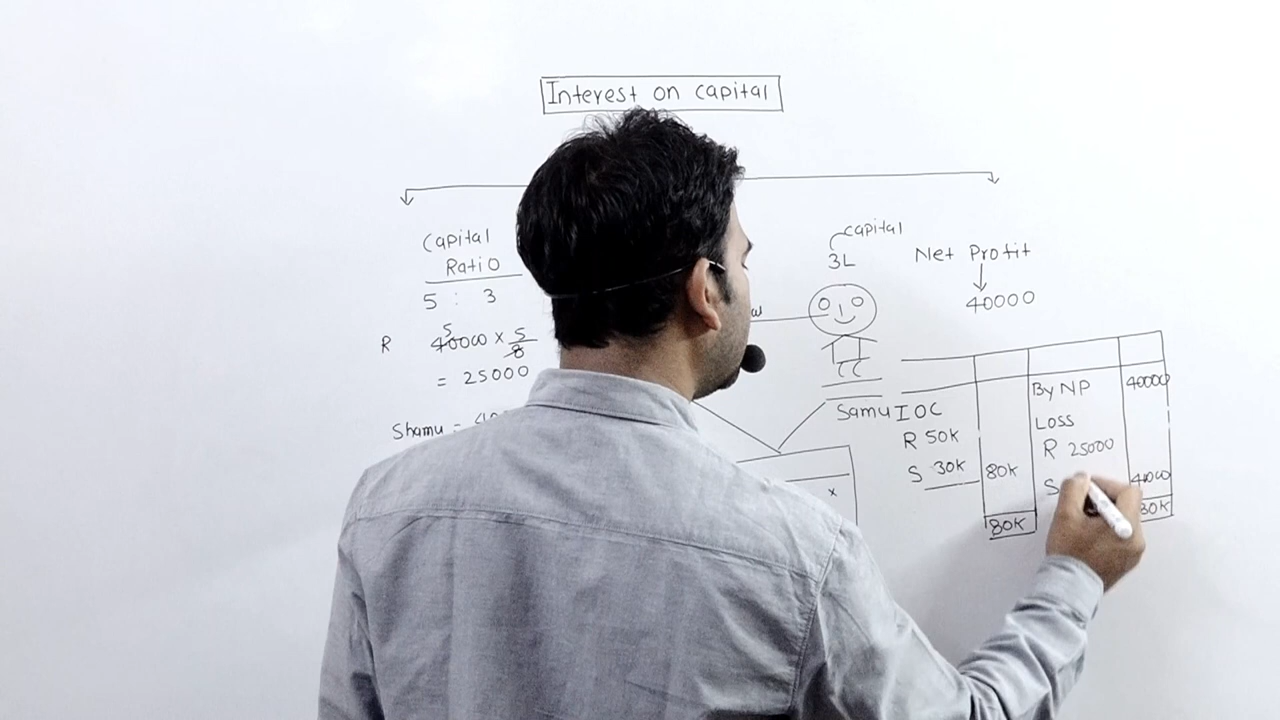 Interest on capital
Capital
Ratio
5 : 3
R 40000 × 5/8
5
= 25000
Shamu =
capital
3L
Samu
Net Profit
40000
IOC
R 50K
S 30K 80K
80K
By NP 40000
Loss
R 25000
S 40000
80K
x